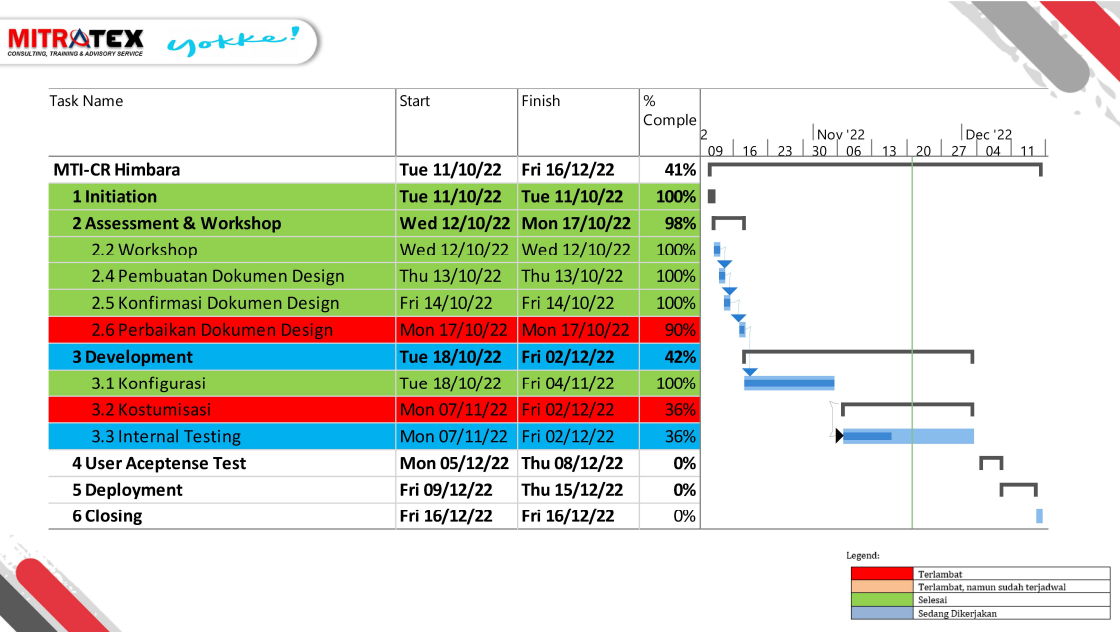 MITRATEX yokke!
CONSULTING, TRAINING & ADVISORY SERVICE
Task Name Start Finish % Comple
2 Nov '22 Dec '22
09 16 23 30 06 13 20 27 04 11
MTI-CR Himbara Tue 11/10/22 Fri 16/12/22 41%
1 Initiation Tue 11/10/22 Tue 11/10/22 100%
2 Assessment & Workshop Wed 12/10/22 Mon 17/10/22 98%
2.2 Workshop Wed 12/10/22 Wed 12/10/22 100%
2.4 Pembuatan Dokumen Design Thu 13/10/22 Thu 13/10/22 100%
2.5 Konfirmasi Dokumen Design Fri 14/10/22 Fri 14/10/22 100%
2.6 Perbaikan Dokumen Design Mon 17/10/22 Mon 17/10/22 90%
3 Development Tue 18/10/22 Fri 02/12/22 42%
3.1 Konfigurasi Tue 18/10/22 Fri 04/11/22 100%
3.2 Kostumisasi Mon 07/11/22 Fri 02/12/22 36%
3.3 Internal Testing Mon 07/11/22 Fri 02/12/22 36%
4 User Aceptense Test Mon 05/12/22 Thu 08/12/22 0%
5 Deployment Fri 09/12/22 Thu 15/12/22 0%
6 Closing Fri 16/12/22 Fri 16/12/22 0%
Legend:
Terlambat
Terlambat, namun sudah terjadwal
Selesai
Sedang Dikerjakan